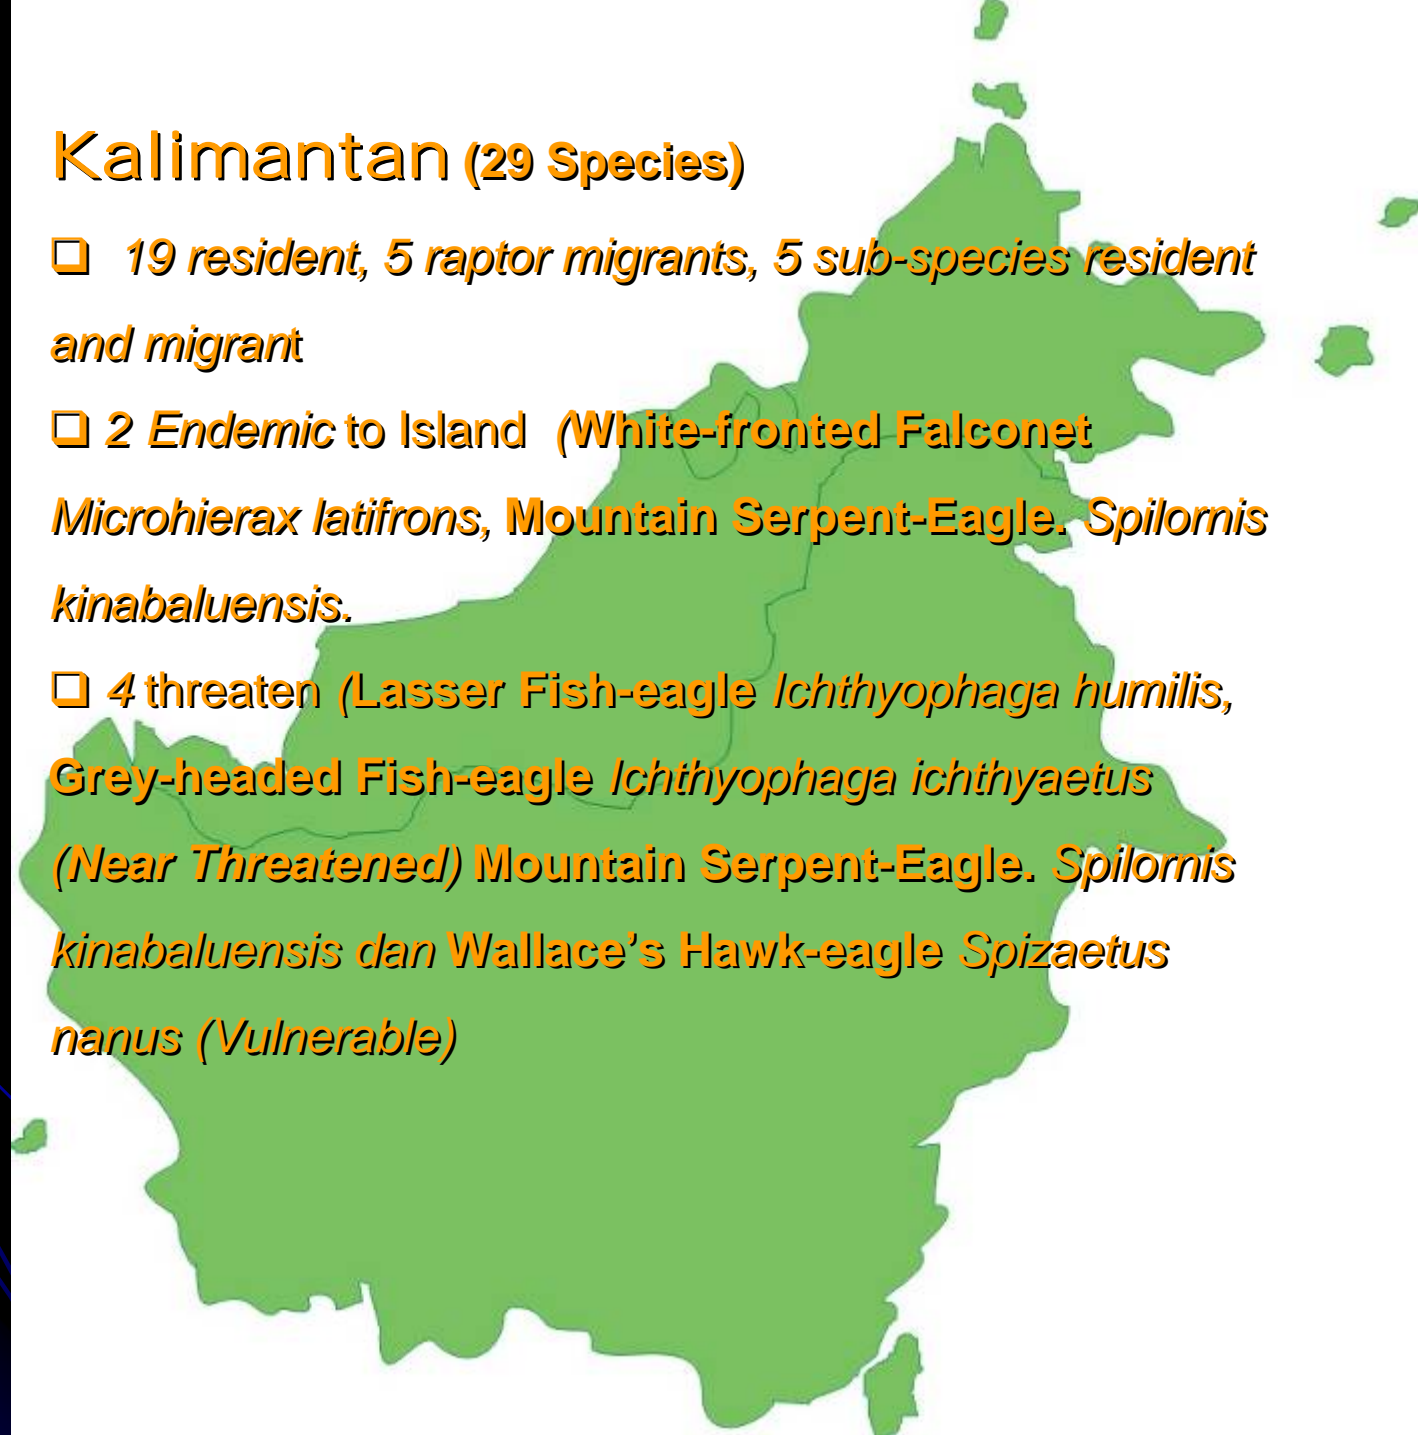 Kalimantan (29 Species)
❑ 19 resident, 5 raptor migrants, 5 sub-species resident
and migrant
❑ 2 Endemic to Island (White-fronted Falconet
Microhierax latifrons, Mountain Serpent-Eagle. Spilornis
kinabaluensis.
❑ 4 threaten (Lasser Fish-eagle Ichthyophaga humilis,
Grey-headed Fish-eagle Ichthyophaga ichthyaetus
(Near Threatened) Mountain Serpent-Eagle. Spilornis
kinabaluensis dan Wallace’s Hawk-eagle Spizaetus
nanus (Vulnerable)